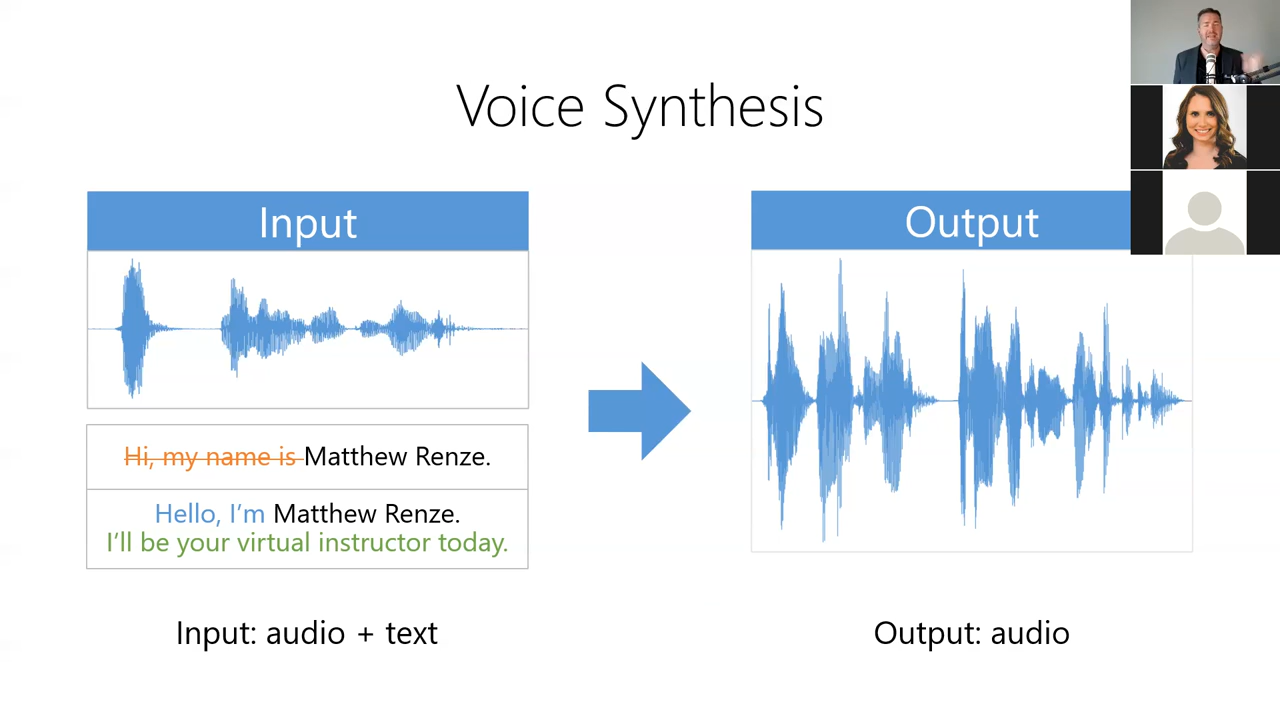 Voice Synthesis
Input
Output
Hi, my name is Matthew Renze.
Hello, I'm Matthew Renze.
I'll be your virtual instructor today.
Input: audio + text
Output: audio